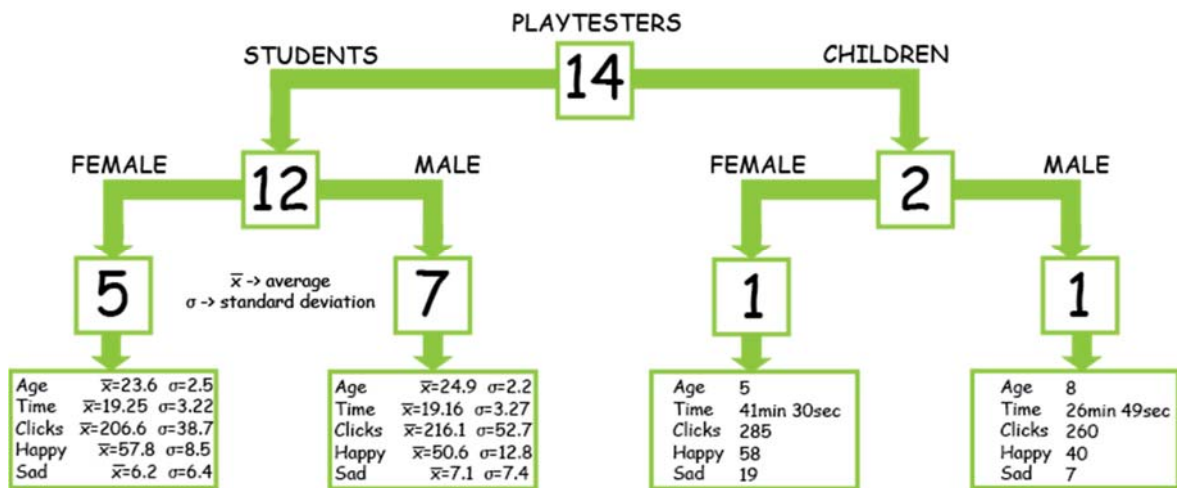 PLAYTESTERS
STUDENTS
14
CHILDREN
FEMALE
12
MALE
FEMALE
2
MALE
5
x̄ -> average
σ -> standard deviation
7
1
1
Age x̄=23.6 σ=2.5
Time x̄=19.25 σ=3.22
Clicks x̄=206.6 σ=38.7
Happy x̄=57.8 σ=8.5
Sad x̄=6.2 σ=6.4
Age x̄=24.9 σ=2.2
Time x̄=19.16 σ=3.27
Clicks x̄=216.1 σ=52.7
Happy x̄=50.6 σ=12.8
Sad x̄=7.1 σ=7.4
Age 5
Time 41min 30sec
Clicks 285
Happy 58
Sad 19
Age 8
Time 26min 49sec
Clicks 260
Happy 40
Sad 7